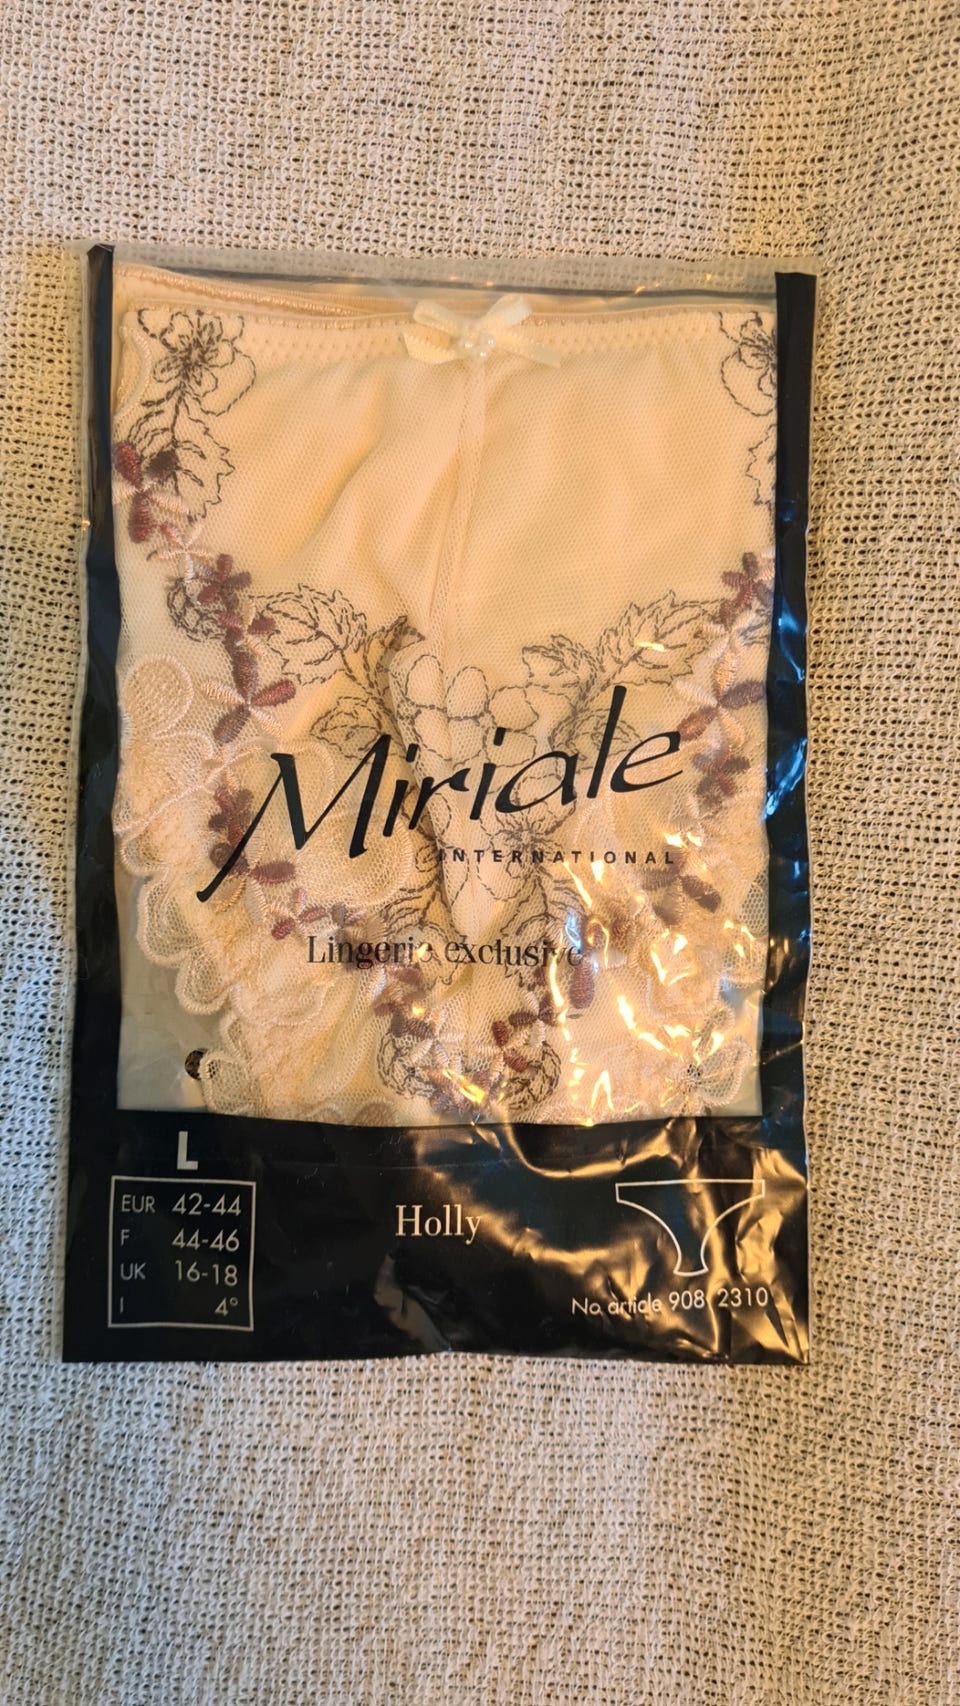 Miriale
INTERNATIONAL
Lingerie exclusive
L
EUR 42-44
F 44-46
UK 16-18
I 4°
Holly
No article 908 2310